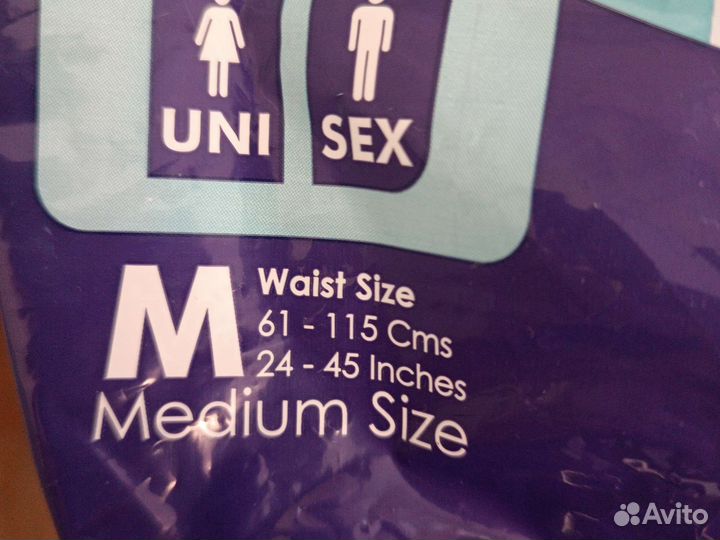 UNI SEX
M
Waist Size
61 - 115 Cms
24 - 45 Inches
Medium Size
Avito